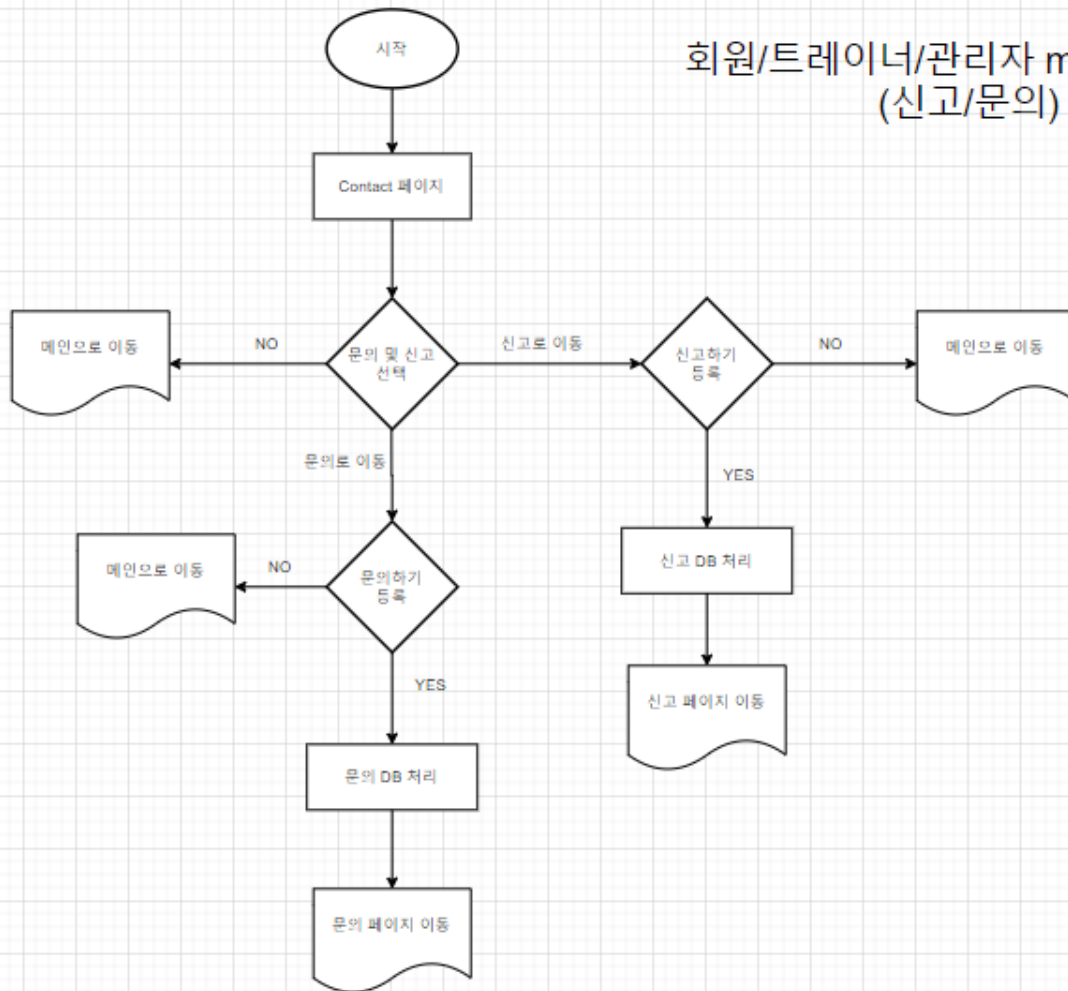 시작
회원/트레이너/관리자 m
(신고/문의)
Contact 페이지
메인으로 이동
NO
문의 및 신고
선택
신고로 이동
신고하기
등록
NO
메인으로 이동
문의로 이동
YES
메인으로 이동
NO
문의하기
등록
신고 DB 처리
YES
신고 페이지 이동
문의 DB 처리
문의 페이지 이동